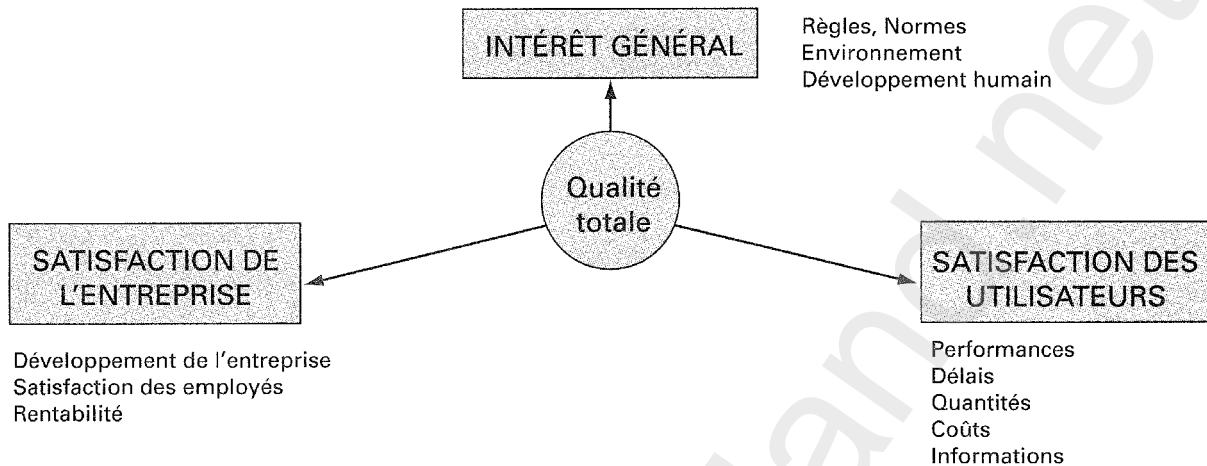 INTÉRÊT GÉNÉRAL
Règles, Normes
Environnement
Développement humain
Qualité
totale
SATISFACTION DE
L'ENTREPRISE
Développement de l'entreprise
Satisfaction des employés
Rentabilité
SATISFACTION DES
UTILISATEURS
Performances
Délais
Quantités
Coûts
Informations